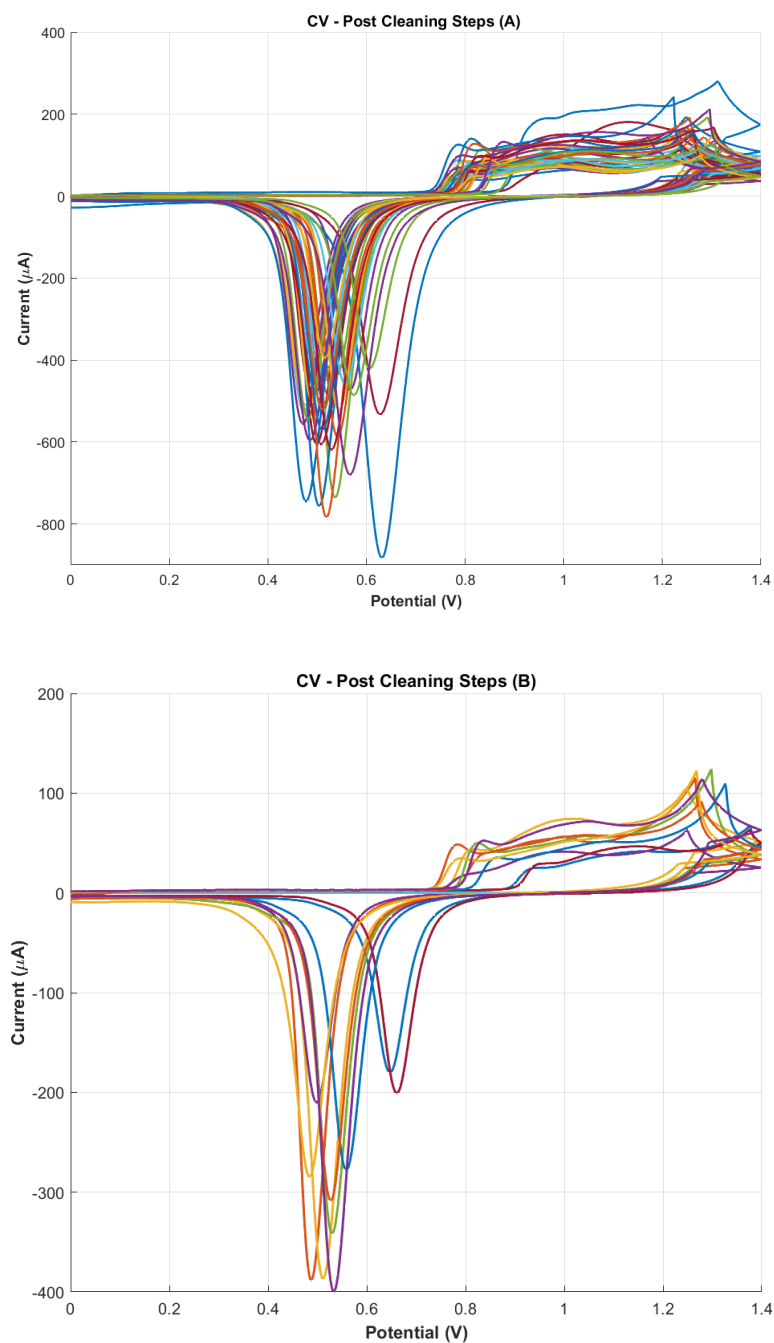 CV - Post Cleaning Steps (A)
400
200
0
-200
-400
-600
-800
Current (μA)
0 0.2 0.4 0.6 0.8 1 1.2 1.4
Potential (V)
CV - Post Cleaning Steps (B)
200
100
0
-100
-200
-300
-400
Current (μA)
0 0.2 0.4 0.6 0.8 1 1.2 1.4
Potential (V)